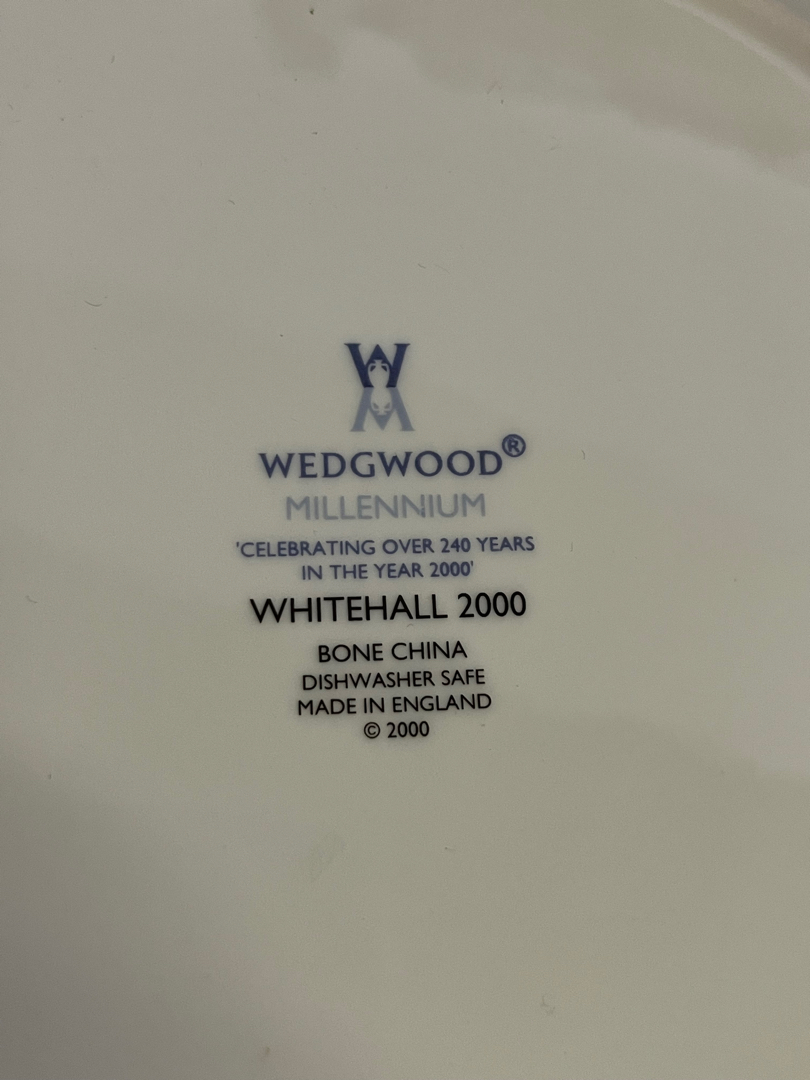 WEDGWOOD®
MILLENNIUM
'CELEBRATING OVER 240 YEARS
IN THE YEAR 2000'
WHITEHALL 2000
BONE CHINA
DISHWASHER SAFE
MADE IN ENGLAND
© 2000